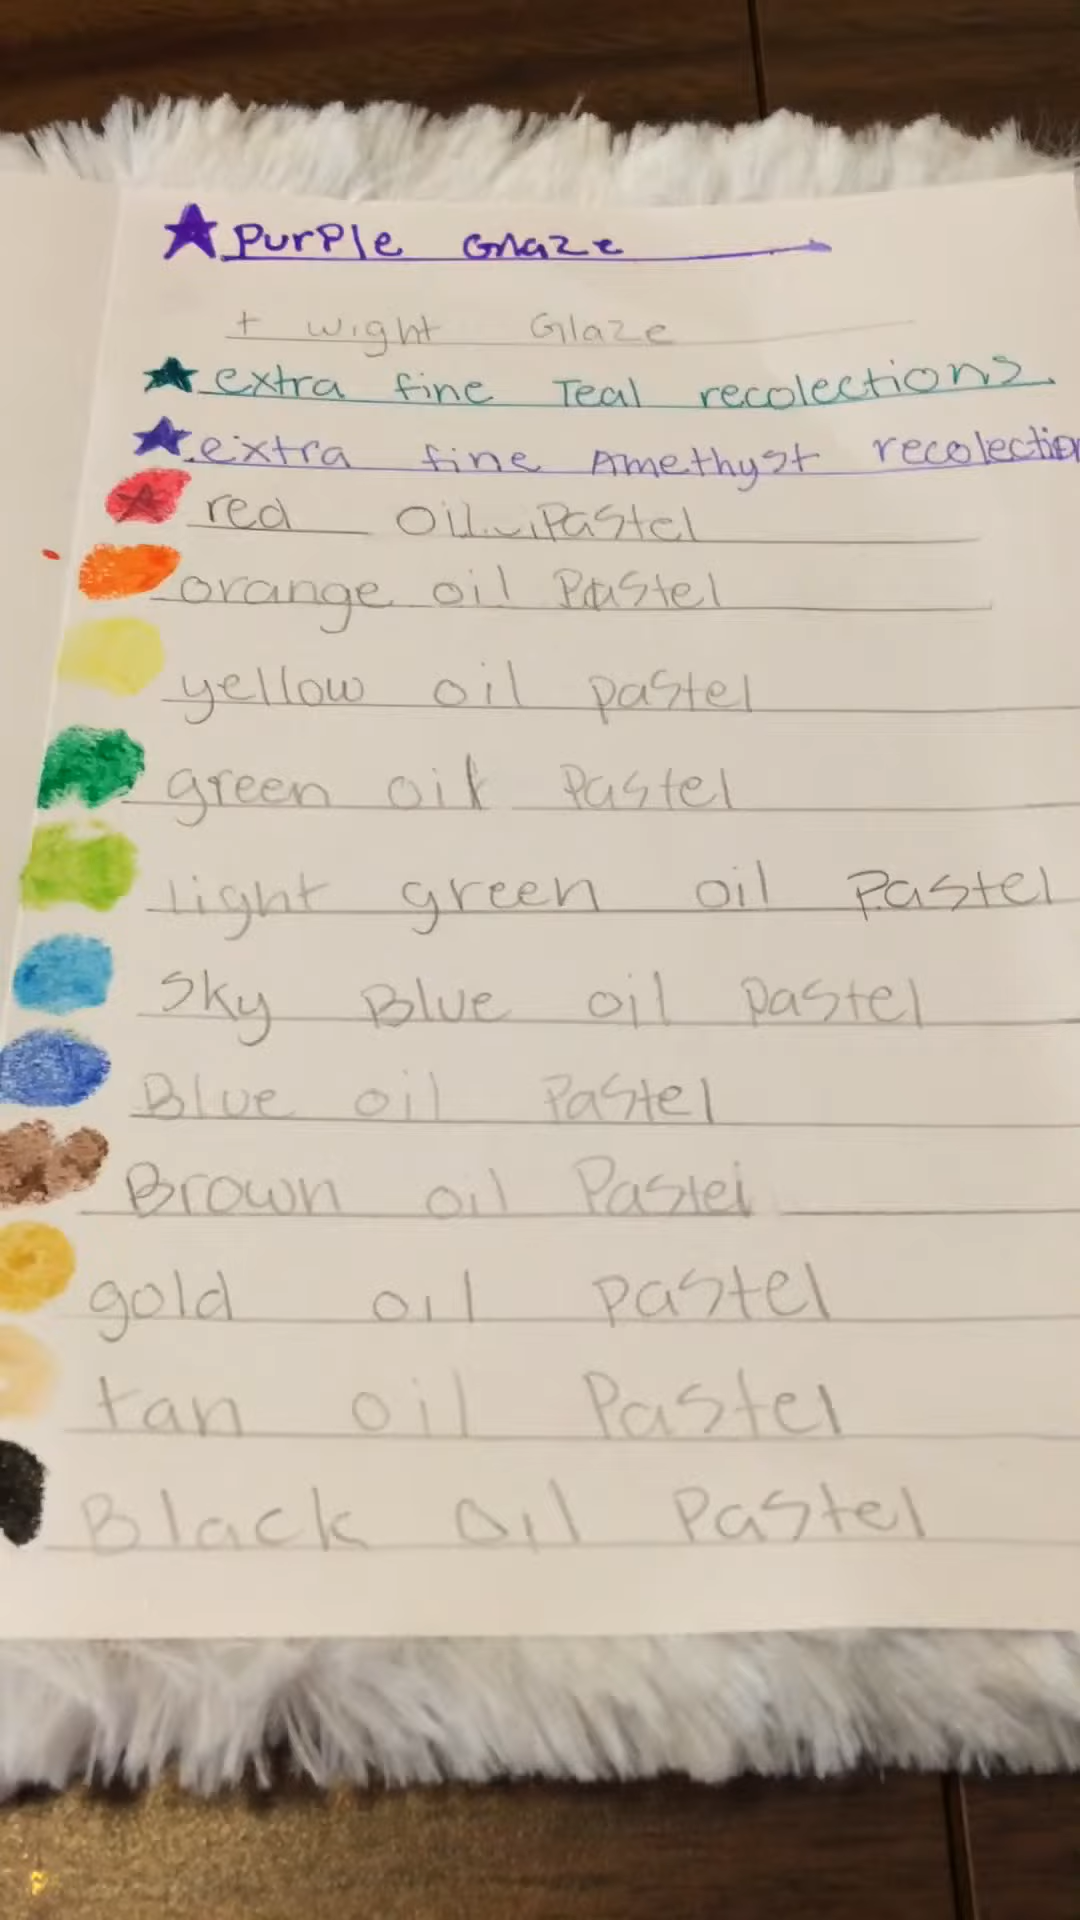 Purple Glaze
+ wight Glaze
extra fine Teal recolections
extra fine Amethyst recolection
red oil Pastel
orange oil Pastel
yellow oil pastel
green oil Pastel
Light green oil Pastel
Sky Blue oil pastel
Blue oil Pastel
Brown oil Pastel
gold oil pastel
tan oil Pastel
Black oil Pastel